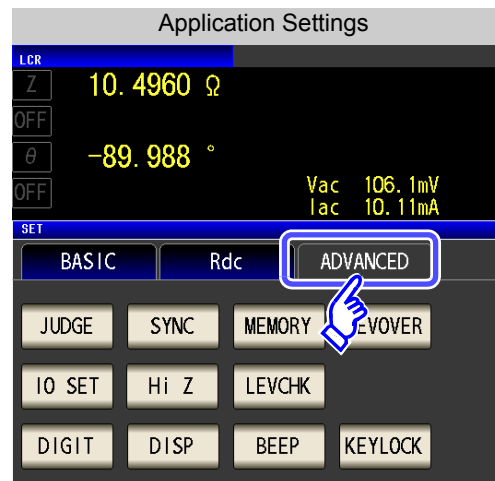 Application Settings
LCR
Z 10.4960 Ω
OFF
θ -89.988 °
OFF
Vac 106.1mV
Iac 10.11mA
SET
BASIC Rdc ADVANCED
JUDGE SYNC MEMORY EVOVER
IO SET Hi Z LEVCHK
DIGIT DISP BEEP KEYLOCK